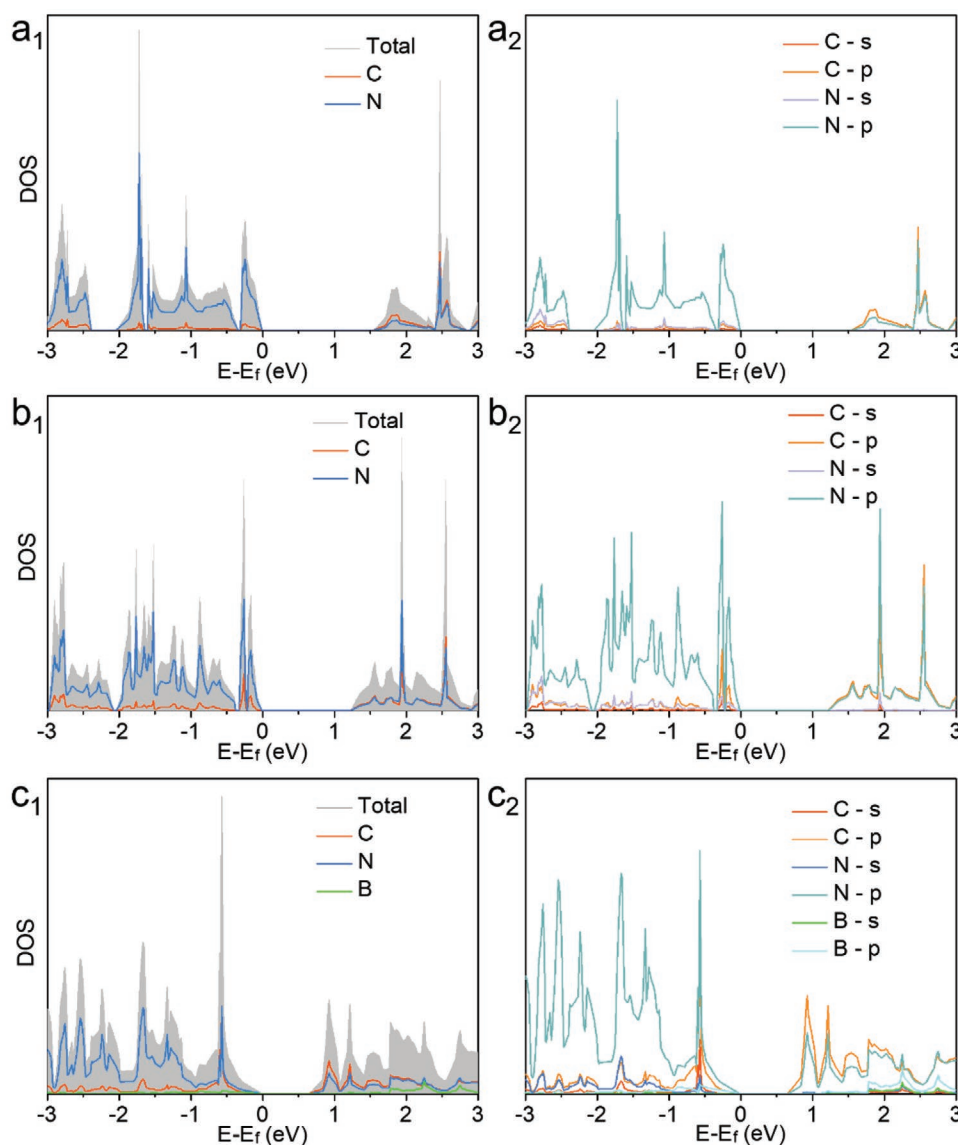 a1
Total
C
N
DOS
-3 -2 -1 0 1 2 3
E-Ef (eV)
a2
C - s
C - p
N - s
N - p
-3 -2 -1 0 1 2 3
E-Ef (eV)
b1
Total
C
N
DOS
-3 -2 -1 0 1 2 3
E-Ef (eV)
b2
C - s
C - p
N - s
N - p
-3 -2 -1 0 1 2 3
E-Ef (eV)
c1
Total
C
N
B
DOS
-3 -2 -1 0 1 2 3
E-Ef (eV)
c2
C - s
C - p
N - s
N - p
B - s
B - p
-3 -2 -1 0 1 2 3
E-Ef (eV)